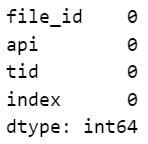 file_id    0
api        0
tid        0
index      0
dtype: int64